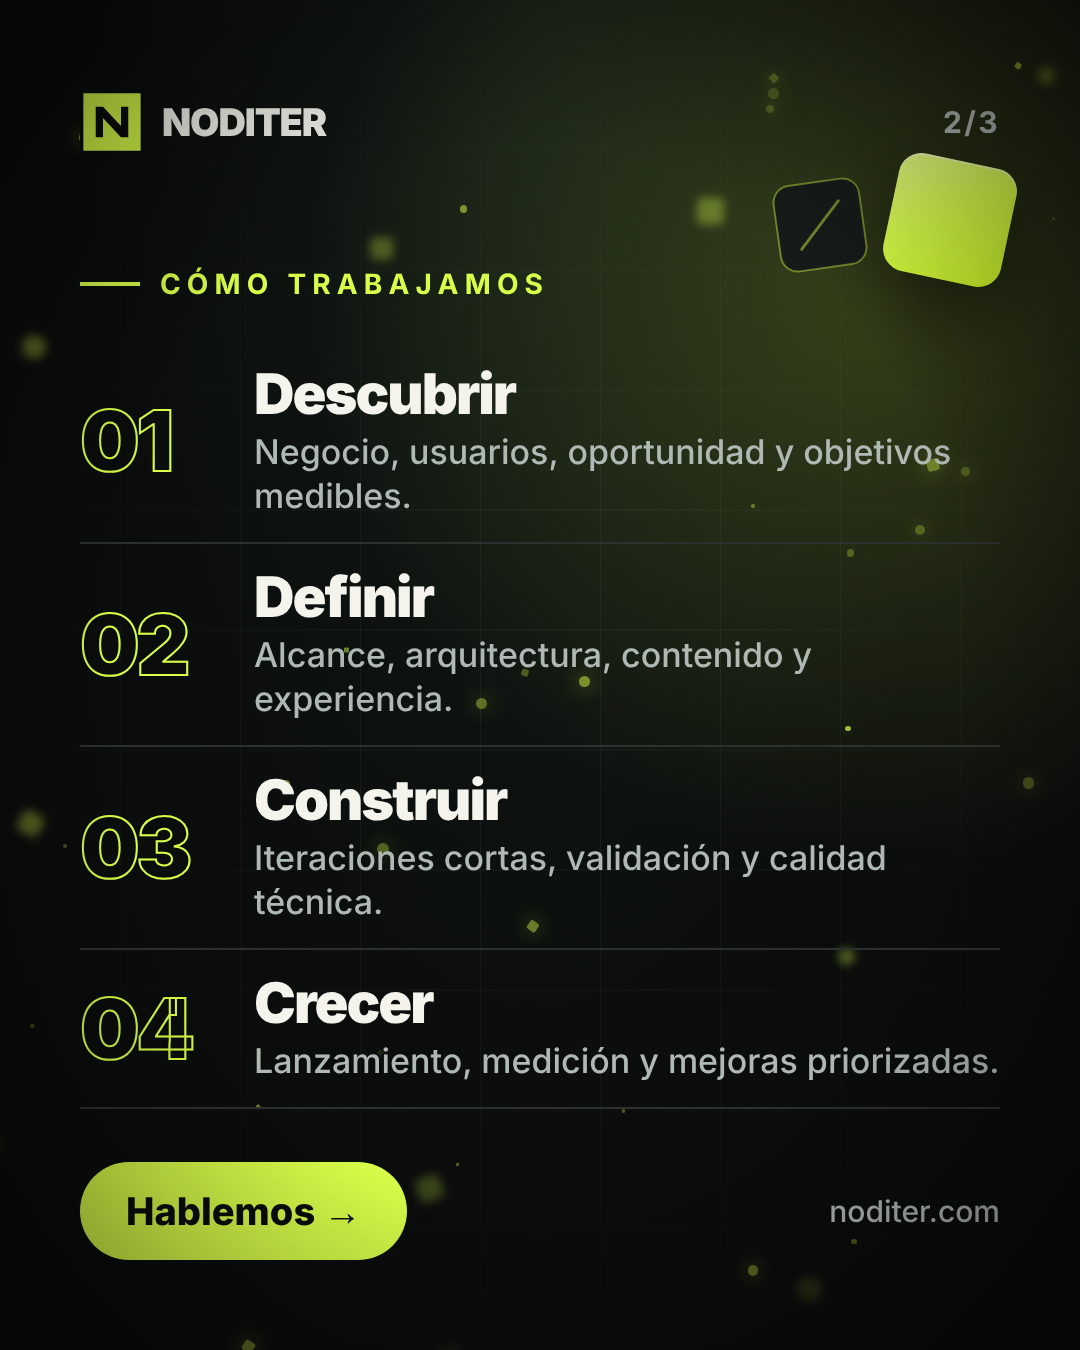 N NODITER
2/3
CÓMO TRABAJAMOS
01
Descubrir
Negocio, usuarios, oportunidad y objetivos
medibles.
02
Definir
Alcance, arquitectura, contenido y
experiencia.
03
Construir
Iteraciones cortas, validación y calidad
técnica.
04
Crecer
Lanzamiento, medición y mejoras priorizadas.
Hablemos →
noditer.com